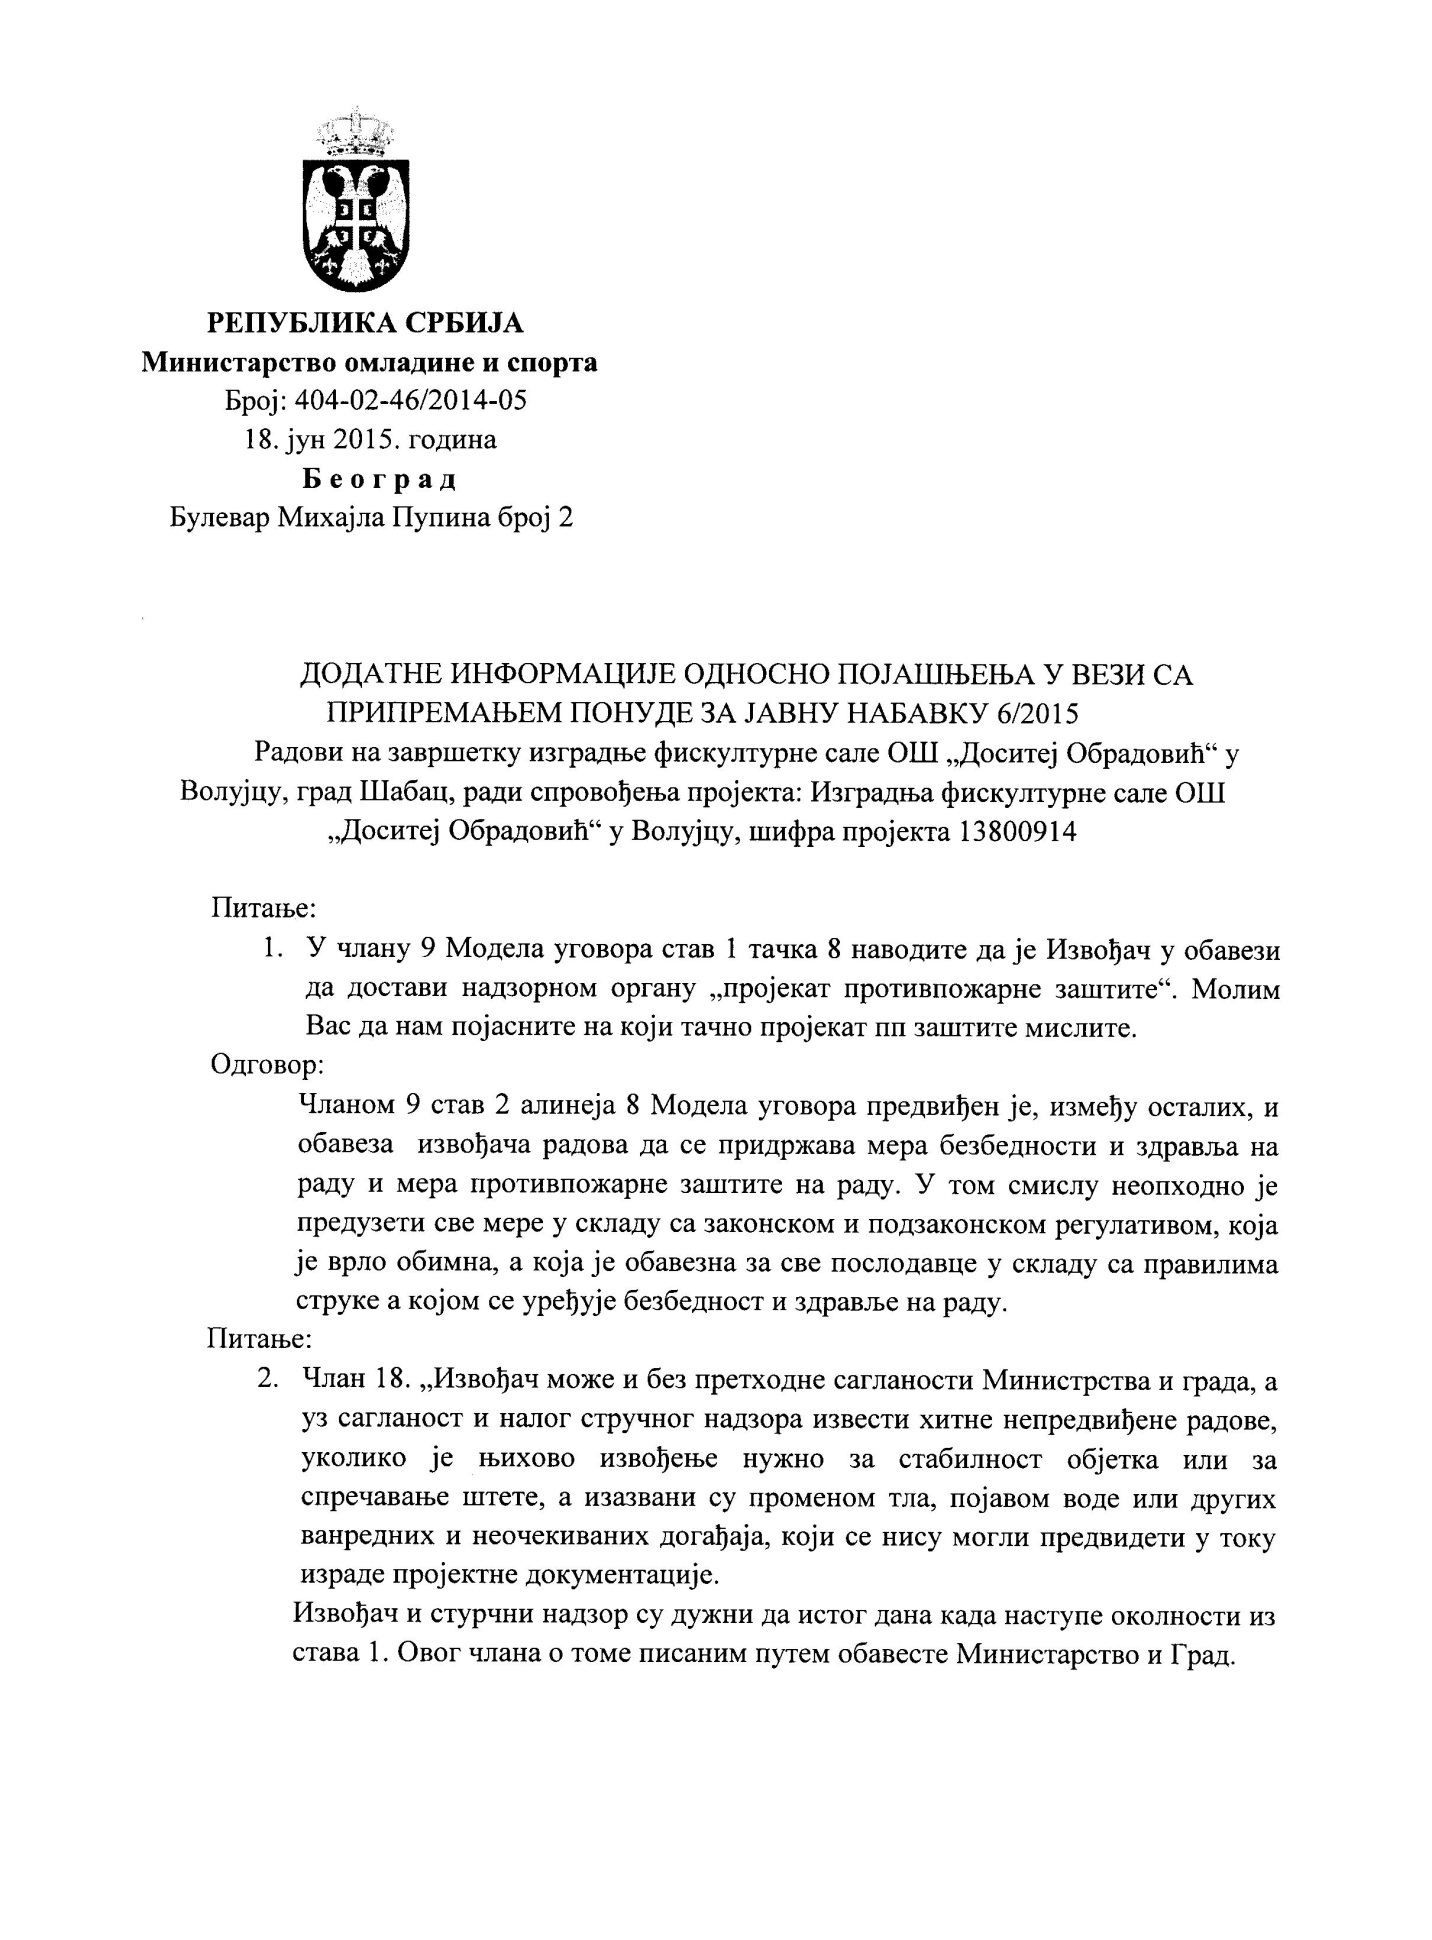 РЕПУБЛИКА СРБИЈА
Министарство омладине и спорта
Број: 404-02-46/2014-05
18. јун 2015. година
Б е о г р а д
Булевар Михајла Пупина број 2
ДОДАТНЕ ИНФОРМАЦИЈЕ ОДНОСНО ПОЈАШЊЕЊА У ВЕЗИ СА
ПРИПРЕМАЊЕМ ПОНУДЕ ЗА ЈАВНУ НАБАВКУ 6/2015
Радови на завршетку изградње фискултурне сале ОШ „Доситеј Обрадовић“ у
Волујцу, град Шабац, ради спровођења пројекта: Изградња фискултурне сале ОШ
„Доситеј Обрадовић“ у Волујцу, шифра пројекта 13800914
Питање:
1. У члану 9 Модела уговора став 1 тачка 8 наводите да је Извођач у обавези
да достави надзорном органу „пројекат противпожарне заштите“. Молим
Вас да нам појасните на који тачно пројекат пп заштите мислите.
Одговор:
Чланом 9 став 2 алинеја 8 Модела уговора предвиђен је, између осталих, и
обавеза извођача радова да се придржава мера безбедности и здравља на
раду и мера противпожарне заштите на раду. У том смислу неопходно је
предузети све мере у складу са законском и подзаконском регулативом, која
је врло обимна, а која је обавезна за све послодавце у складу са правилима
струке а којом се уређује безбедност и здравље на раду.
Питање:
2. Члан 18. „Извођач може и без претходне сагланости Министрства и града, а
уз сагланост и налог стручног надзора извести хитне непредвиђене радове,
уколико је њихово извођење нужно за стабилност објетка или за
спречавање штете, а изазвани су променом тла, појавом воде или других
ванредних и неочекиваних догађаја, који се нису могли предвидети у току
израде пројектне документације.
Извођач и стурчни надзор су дужни да истог дана када наступе околности из
става 1. Овог члана о томе писаним путем обавесте Министарство и Град.